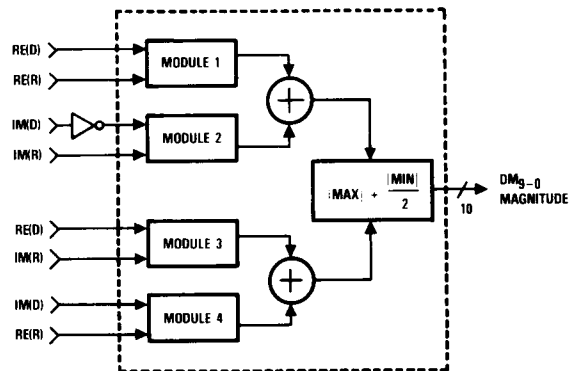 RE(D)
RE(R)
MODULE 1
IM(D)
IM(R)
MODULE 2
|MAX| + |MIN|
2
10
DM9-0
MAGNITUDE
RE(D)
IM(R)
MODULE 3
IM(D)
RE(R)
MODULE 4
+
+